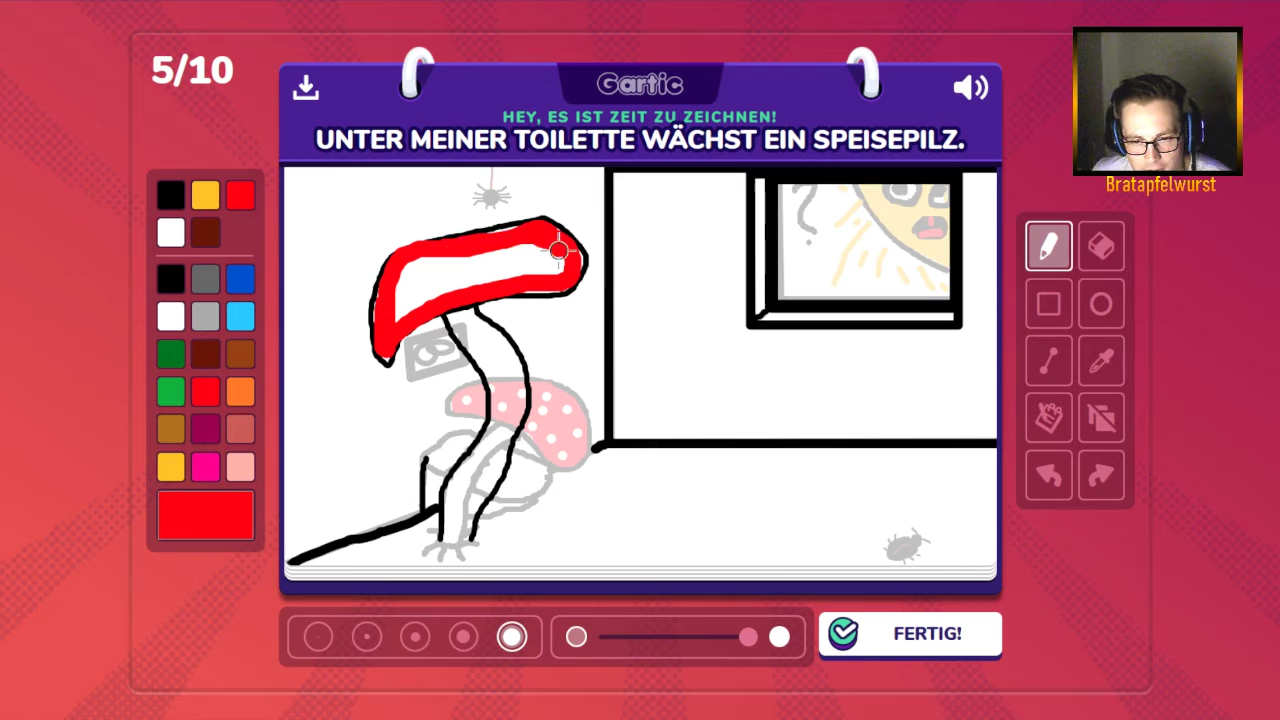 5/10
Gartic
HEY, ES IST ZEIT ZU ZEICHNEN!
UNTER MEINER TOILETTE WÄCHST EIN SPEISEPILZ.
Bratapfelwurst
?
FERTIG!